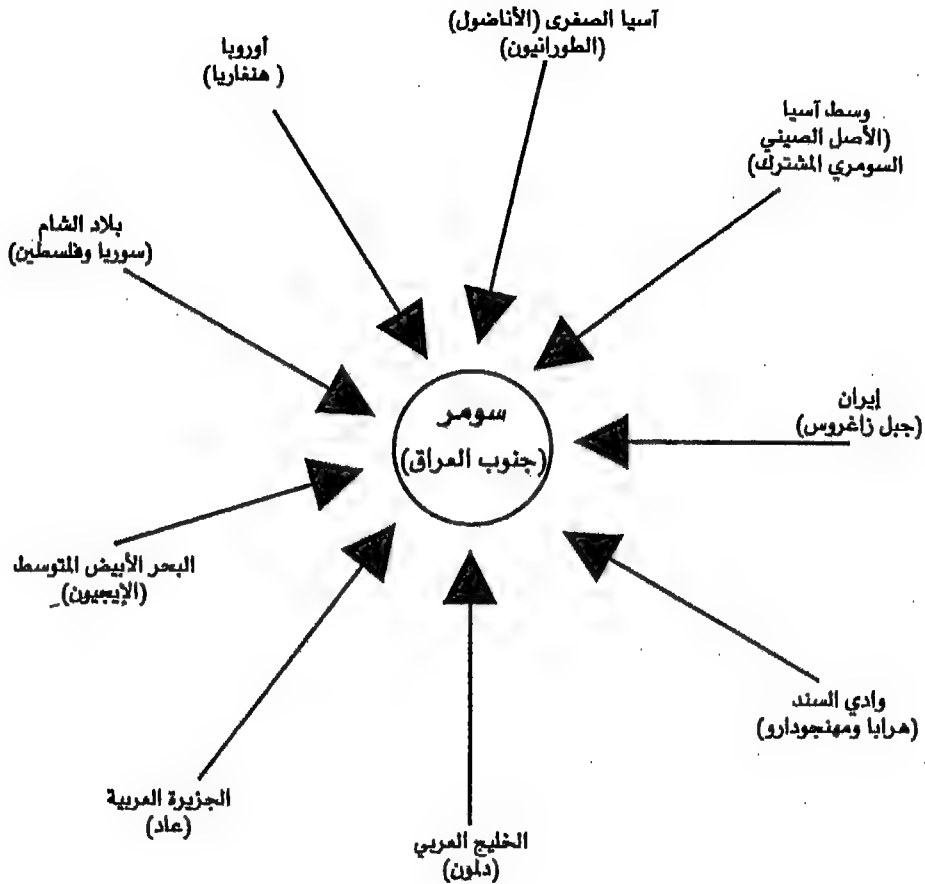 آسيا الصغرى (الأناضول)
(الطورانيون)
أوروبا
(هنغاريا)
وسط آسيا
(الأصل الصيني
السومري المشترك)
بلاد الشام
(سوريا وفلسطين)
إيران
(جبل زاغروس)
سومر
(جنوب العراق)
البحر الأبيض المتوسط
(الإيجيون)
وادي السند
(هرابا ومهنجودارو)
الجزيرة العربية
(عاد)
الخليج العربي
(دلمون)